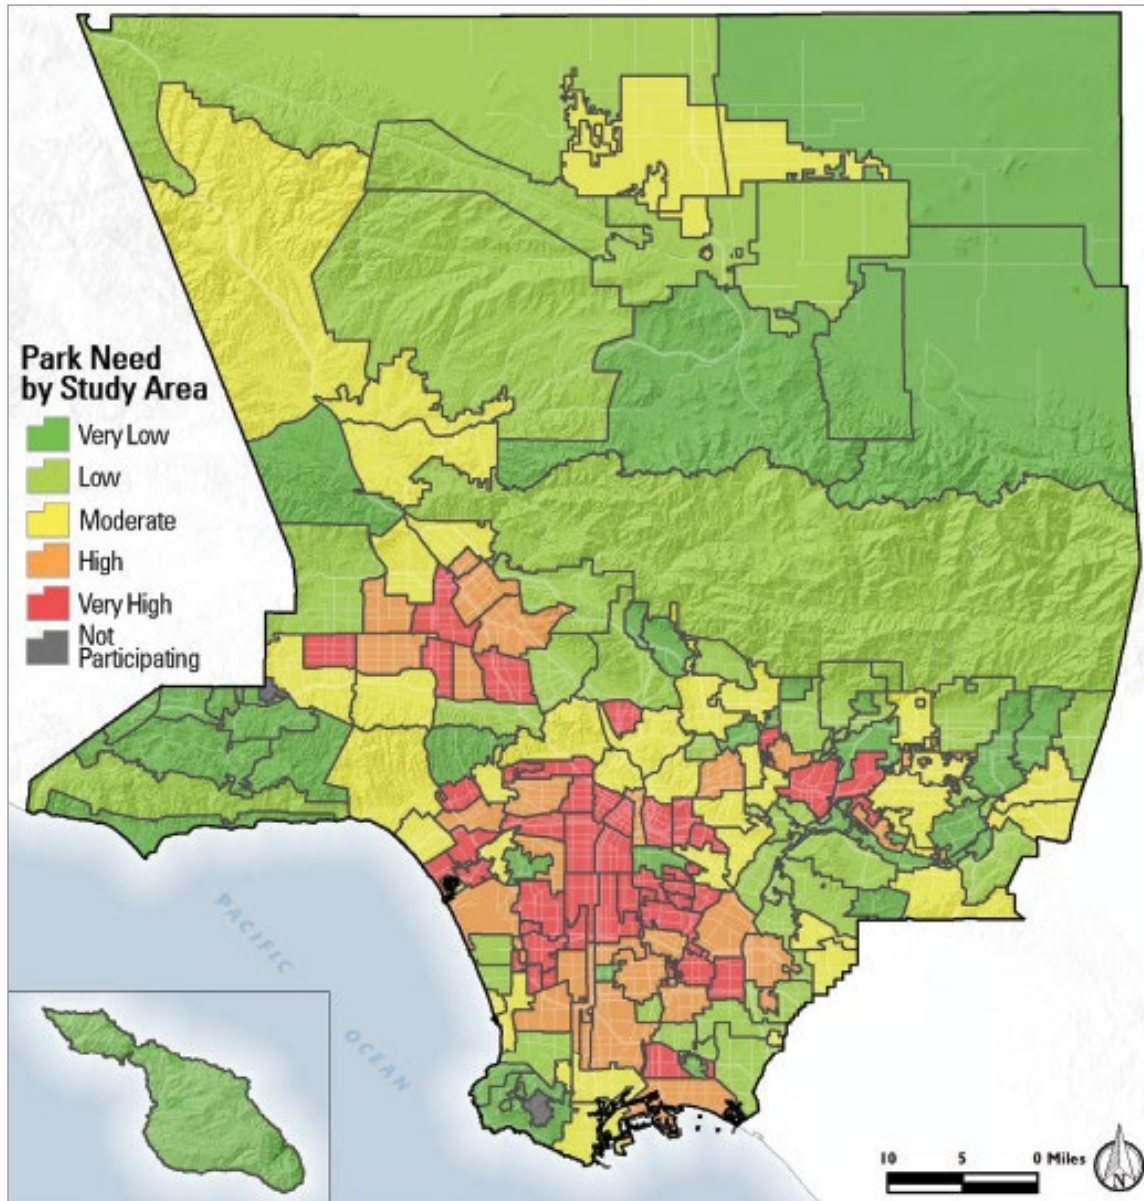 Park Need
by Study Area
Very Low
Low
Moderate
High
Very High
Not
Participating
PACIFIC
OCEAN
10 5 0 Miles
N